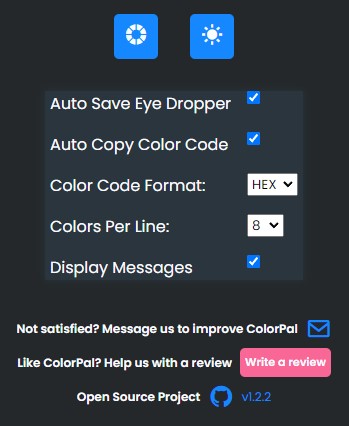 Auto Save Eye Dropper
Auto Copy Color Code
Color Code Format: HEX
Colors Per Line: 8
Display Messages
Not satisfied? Message us to improve ColorPal
Like ColorPal? Help us with a review Write a review
Open Source Project v1.2.2